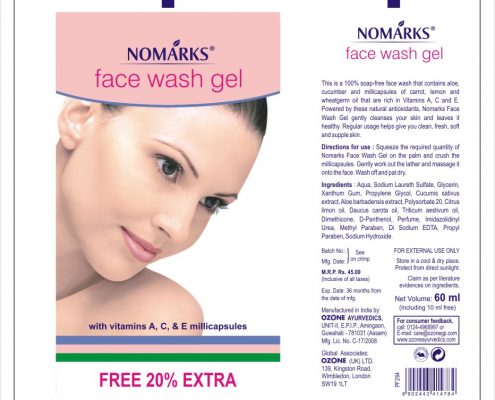 NOMARKS®
face wash gel
with vitamins A, C, & E millicapsules
FREE 20% EXTRA
NOMARKS®
face wash gel
This is a 100% soap-free face wash that contains aloe,
cucumber and millicapsules of carrot, lemon and
wheatgerm oil that are rich in Vitamins A, C and E.
Powered by these natural antioxidants, Nomarks Face
Wash Gel gently cleanses your skin and leaves it
healthy. Regular usage helps give you clean, fresh, soft
and supple skin.
Directions for use : Squeeze the required quantity of
Nomarks Face Wash Gel on the palm and crush the
millicapsules. Gently work out the lather and massage it
onto the face. Wash off and pat dry.
Ingredients : Aqua, Sodium Laureth Sulfate, Glycerin,
Xanthum Gum, Propylene Glycol, Cucumis sativus
extract, Aloe barbadensis extract, Polysorbate 20, Citrus
limon oil, Daucus carota oil, Triticum aestivum oil,
Dimethicone, D-Panthenol, Perfume, Imidazolidinyl
Urea, Methyl Paraben, Di Sodium EDTA, Propyl
Paraben, Sodium Hydroxide.
Batch No.: } See
Mfg. Date: on crimp
M.R.P. Rs. 45.00
(Inclusive of all taxes)
Exp. Date: 36 months from
the date of mfg.
Manufactured in India by:
OZONE AYURVEDICS,
UNIT-II, E.P.I.P., Amingaon,
Guwahati - 781031 (Assam)
Mfg. Lic. No. C-17/2008
Global Associates:
OZONE (UK) LTD.
139, Kingston Road,
Wimbledon, London
SW19 1LT
FOR EXTERNAL USE ONLY
Store in a cool & dry place.
Protect from direct sunlight.
Claim as per literature
evidences on ingredients.
Net Volume: 60 ml
(Including 10 ml free)
For consumer feedback,
call: 0124-4968997 or
E-mail: care@ozonegp.com
www.ozoneayurvedics.com
PF294
8 902443 414784